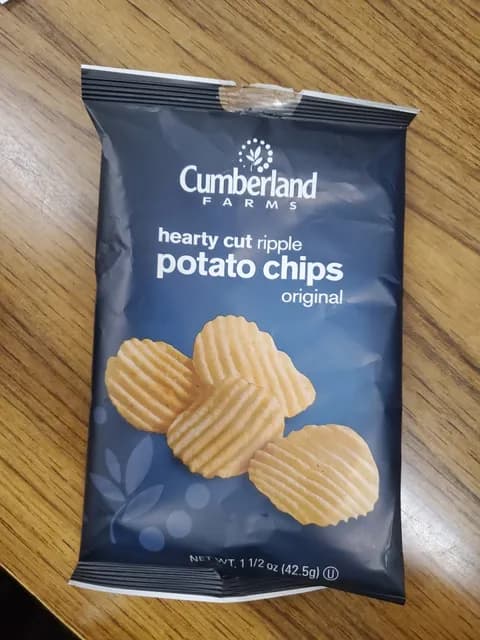 Cumberland
FARMS
hearty cut ripple
potato chips
original
NET WT. 1 1/2 oz (42.5g) U